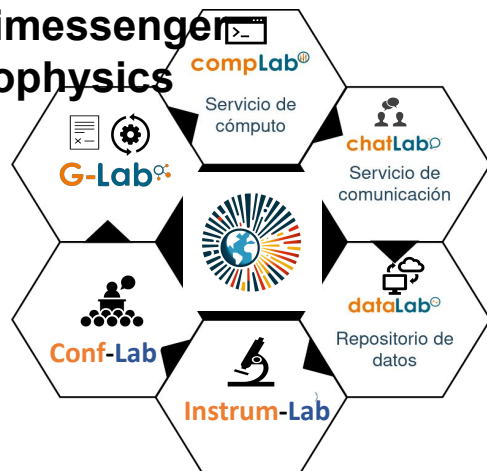 imessenger
ophysics
>_
compLab
Servicio de
cómputo
chatLab
Servicio de
comunicación
G-Lab
dataLab
Repositorio de
datos
Conf-Lab
Instrum-Lab